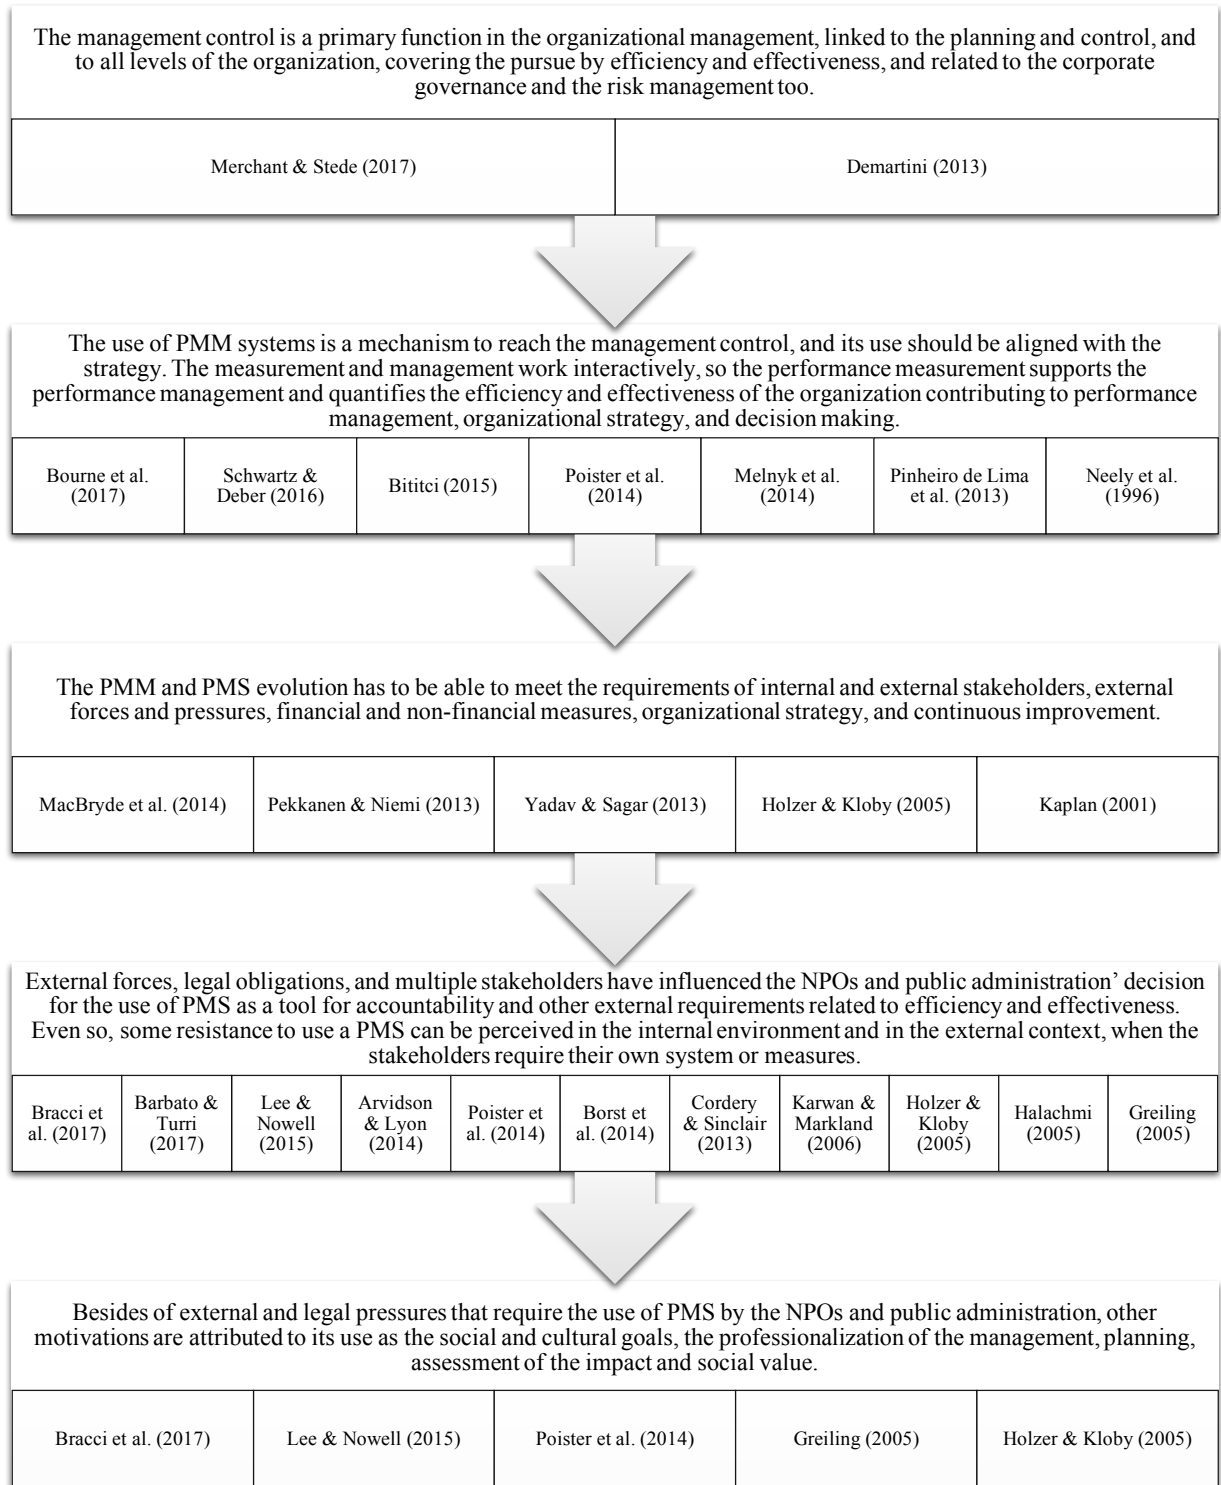 The management control is a primary function in the organizational management, linked to the planning and control, and
to all levels of the organization, covering the pursue by efficiency and effectiveness, and related to the corporate
governance and the risk management too.
Merchant & Stede (2017)
Demartini (2013)
The use of PMM systems is a mechanism to reach the management control, and its use should be aligned with the
strategy. The measurement and management work interactively, so the performance measurement supports the
performance management and quantifies the efficiency and effectiveness of the organization contributing to performance
management, organizational strategy, and decision making.
Bourne et al.
(2017)
Schwartz &
Deber (2016)
Bititci (2015)
Poister et al.
(2014)
Melnyk et al.
(2014)
Pinheiro de Lima
et al. (2013)
Neely et al.
(1996)
The PMM and PMS evolution has to be able to meet the requirements of internal and external stakeholders, external
forces and pressures, financial and non-financial measures, organizational strategy, and continuous improvement.
MacBryde et al. (2014)
Pekkanen & Niemi (2013)
Yadav & Sagar (2013)
Holzer & Kloby (2005)
Kaplan (2001)
External forces, legal obligations, and multiple stakeholders have influenced the NPOs and public administration’ decision
for the use of PMS as a tool for accountability and other external requirements related to efficiency and effectiveness.
Even so, some resistance to use a PMS can be perceived in the internal environment and in the external context, when the
stakeholders require their own system or measures.
Bracci et
al. (2017)
Barbato &
Turri
(2017)
Lee &
Nowell
(2015)
Arvidson
& Lyon
(2014)
Poister et
al. (2014)
Borst et
al. (2014)
Cordery
& Sinclair
(2013)
Karwan &
Markland
(2006)
Holzer &
Kloby
(2005)
Halachmi
(2005)
Greiling
(2005)
Besides of external and legal pressures that require the use of PMS by the NPOs and public administration, other
motivations are attributed to its use as the social and cultural goals, the professionalization of the management, planning,
assessment of the impact and social value.
Bracci et al. (2017)
Lee & Nowell (2015)
Poister et al. (2014)
Greiling (2005)
Holzer & Kloby (2005)